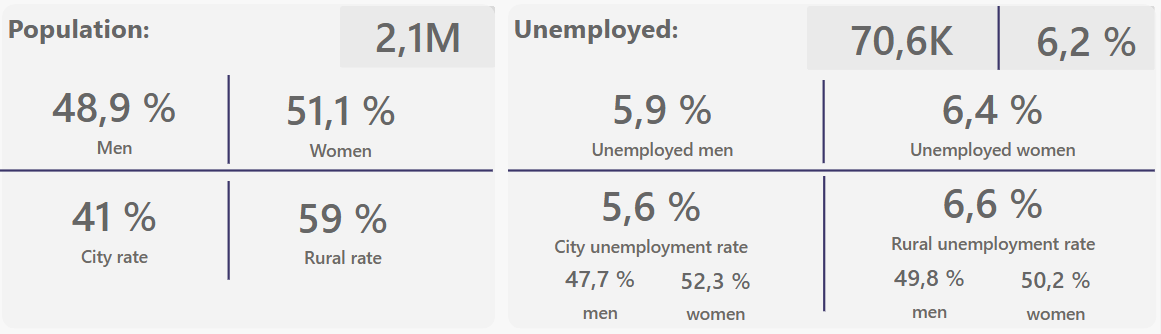 Population:
2,1M
48,9 %
Men
51,1 %
Women
41 %
City rate
59 %
Rural rate
Unemployed:
70,6K
6,2 %
5,9 %
Unemployed men
6,4 %
Unemployed women
5,6 %
City unemployment rate
47,7 %
men
52,3 %
women
6,6 %
Rural unemployment rate
49,8 %
men
50,2 %
women